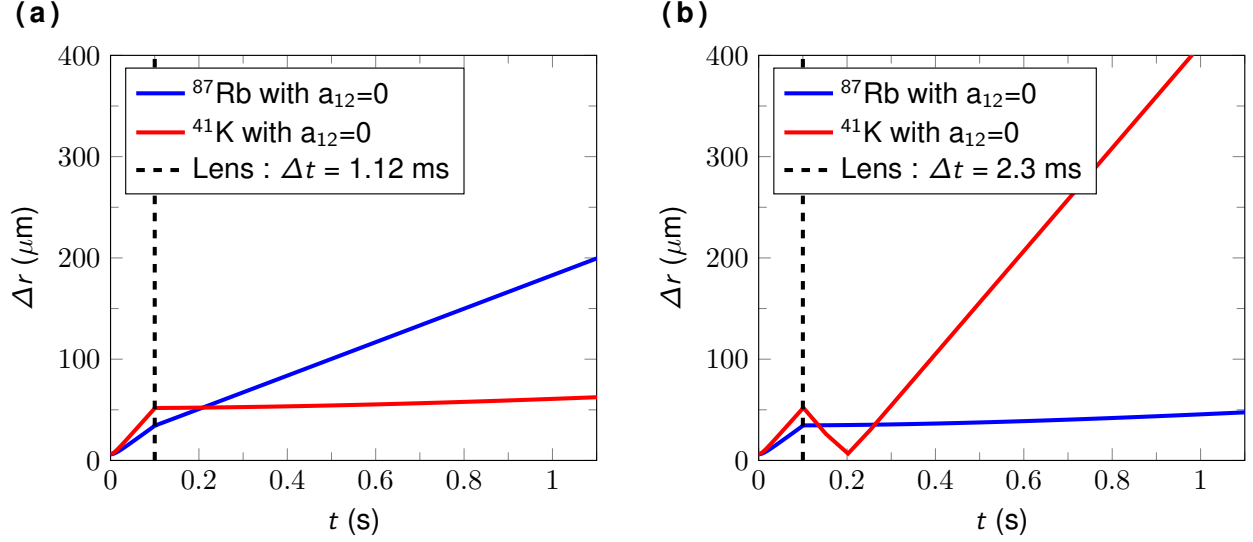 (a)
400
300
200
100
0
Δr (μm)
0 0.2 0.4 0.6 0.8 1
t (s)
⁸⁷Rb with a₁₂=0
⁴¹K with a₁₂=0
Lens : Δt = 1.12 ms
(b)
400
300
200
100
0
Δr (μm)
0 0.2 0.4 0.6 0.8 1
t (s)
⁸⁷Rb with a₁₂=0
⁴¹K with a₁₂=0
Lens : Δt = 2.3 ms